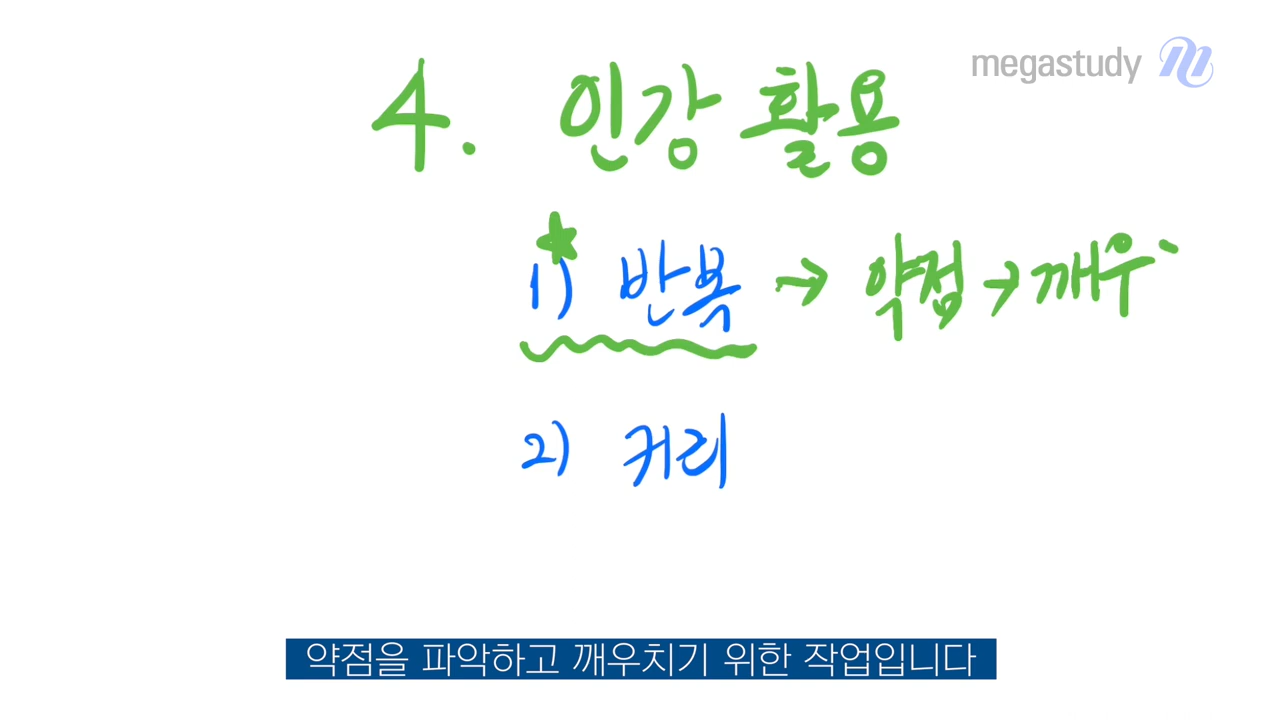 megastudy
4. 인강 활용
1) 반복 → 약점 → 깨우
2) 커리
약점을 파악하고 깨우치기 위한 작업입니다